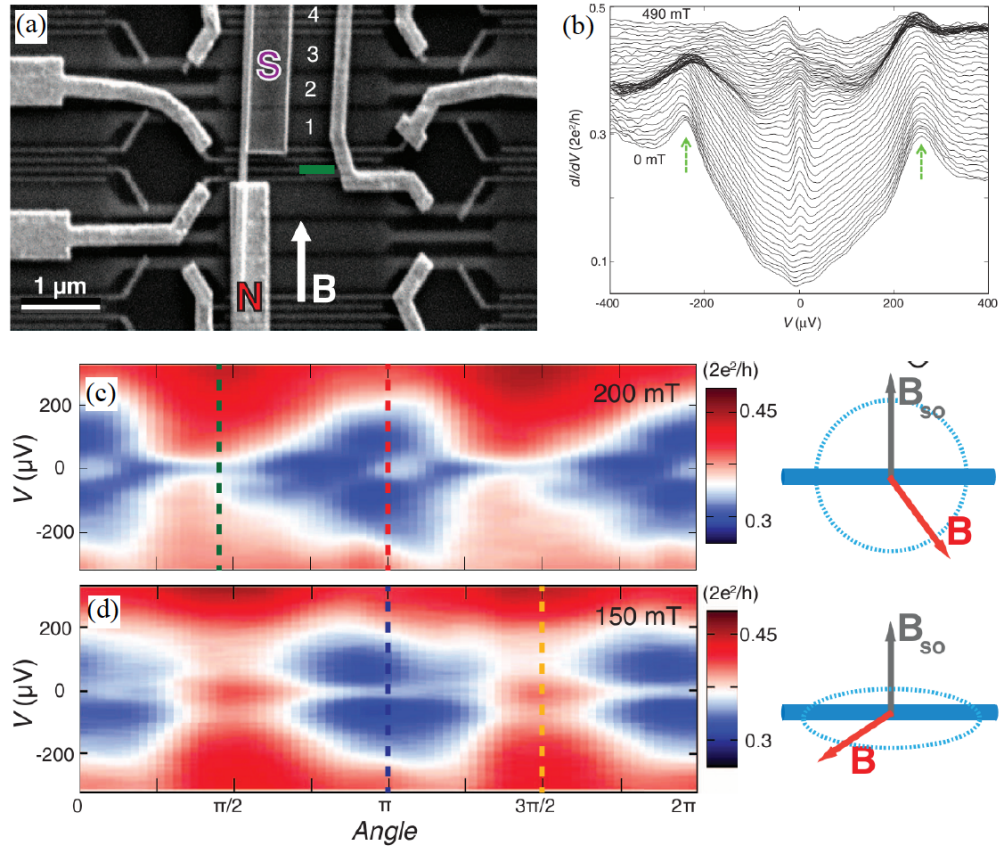 (a)
S
4
3
2
1
N
B
1 μm
(b)
490 mT
0 mT
dI/dV (2e²/h)
0.5
0.3
0.1
-400
-200
0
200
400
V (μV)
(c)
200 mT
V (μV)
200
0
-200
(2e²/h)
0.45
0.3
B_so
B
(d)
150 mT
V (μV)
200
0
-200
(2e²/h)
0.45
0.3
B_so
B
0
π/2
π
3π/2
2π
Angle